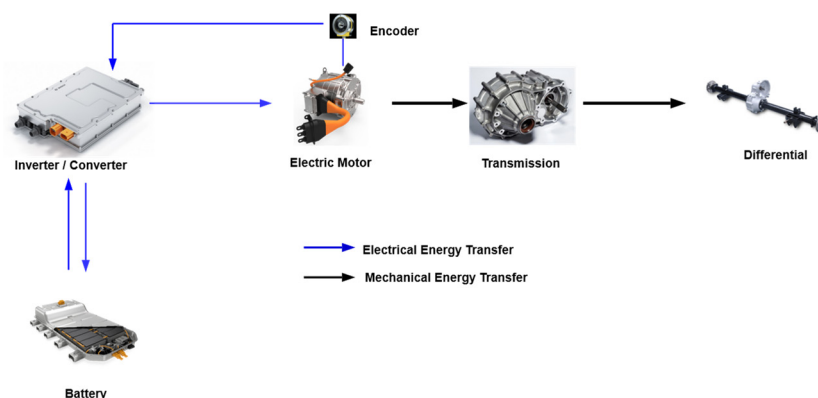 Encoder
Inverter / Converter
Electric Motor
Transmission
Differential
Electrical Energy Transfer
Mechanical Energy Transfer
Battery